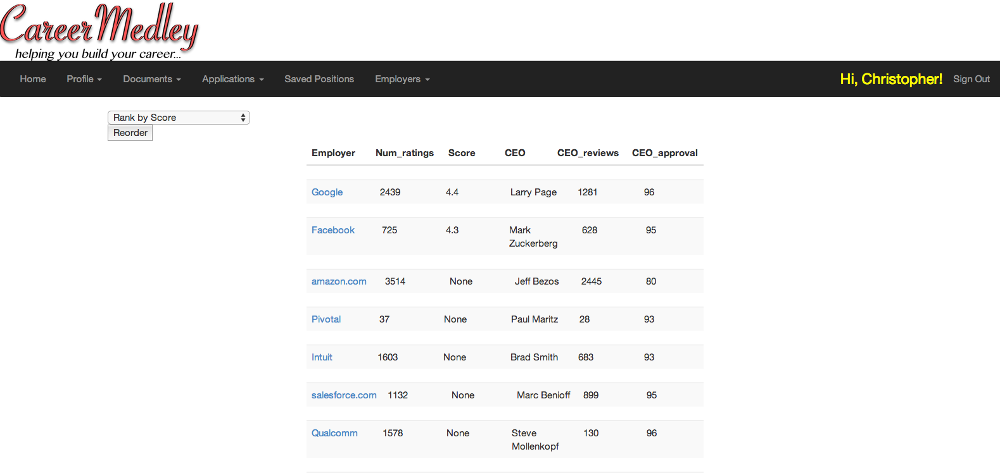 CareerMedley
helping you build your career...
Home Profile Documents Applications Saved Positions Employers Hi, Christopher! Sign Out
Rank by Score
Reorder
Employer Num_ratings Score CEO CEO_reviews CEO_approval
Google 2439 4.4 Larry Page 1281 96
Facebook 725 4.3 Mark 628 95
Zuckerberg
amazon.com 3514 None Jeff Bezos 2445 80
Pivotal 37 None Paul Maritz 28 93
Intuit 1603 None Brad Smith 683 93
salesforce.com 1132 None Marc Benioff 899 95
Qualcomm 1578 None Steve 130 96
Mollenkopf